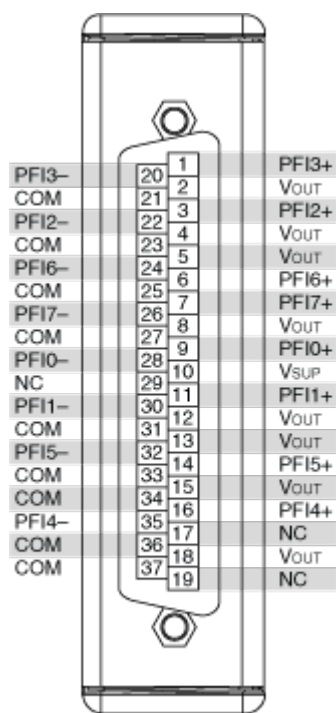 1 PFI3+
PFI3– 20
2 VOUT
COM 21
3 PFI2+
PFI2– 22
4 VOUT
COM 23
5 VOUT
PFI6– 24
6 PFI6+
COM 25
7 PFI7+
PFI7– 26
8 VOUT
COM 27
9 PFI0+
PFI0– 28
10 VSUP
NC 29
11 PFI1+
PFI1– 30
12 VOUT
COM 31
13 VOUT
PFI5– 32
14 PFI5+
COM 33
15 VOUT
COM 34
16 PFI4+
PFI4– 35
17 NC
COM 36
18 VOUT
COM 37
19 NC